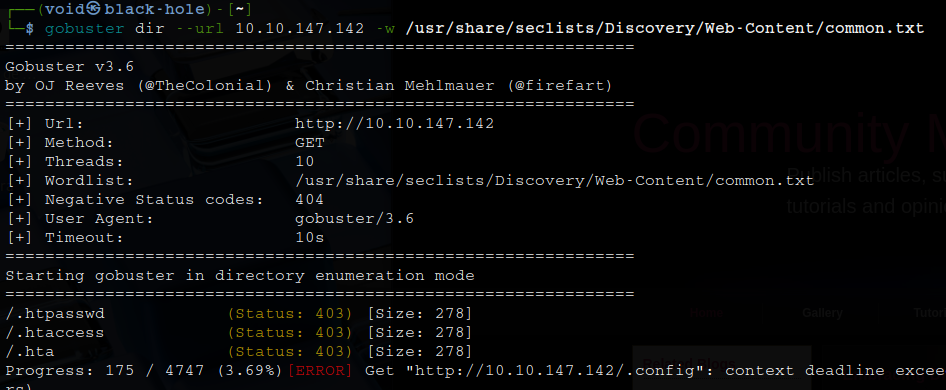 ┌──(void㉿black-hole)-[~]
└─$ gobuster dir --url 10.10.147.142 -w /usr/share/seclists/Discovery/Web-Content/common.txt
===============================================================
Gobuster v3.6
by OJ Reeves (@TheColonial) & Christian Mehlmauer (@firefart)
===============================================================
[+] Url:                     http://10.10.147.142
[+] Method:                  GET
[+] Threads:                 10
[+] Wordlist:                /usr/share/seclists/Discovery/Web-Content/common.txt
[+] Negative Status codes:   404
[+] User Agent:              gobuster/3.6
[+] Timeout:                 10s
===============================================================
Starting gobuster in directory enumeration mode
===============================================================
/.htpasswd            (Status: 403) [Size: 278]
/.htaccess            (Status: 403) [Size: 278]
/.hta                 (Status: 403) [Size: 278]
Progress: 175 / 4747 (3.69%)[ERROR] Get "http://10.10.147.142/.config": context deadline excee
Community
Publish articles, su
tutorials and opini
Home Gallery Tutor
Related Blogs